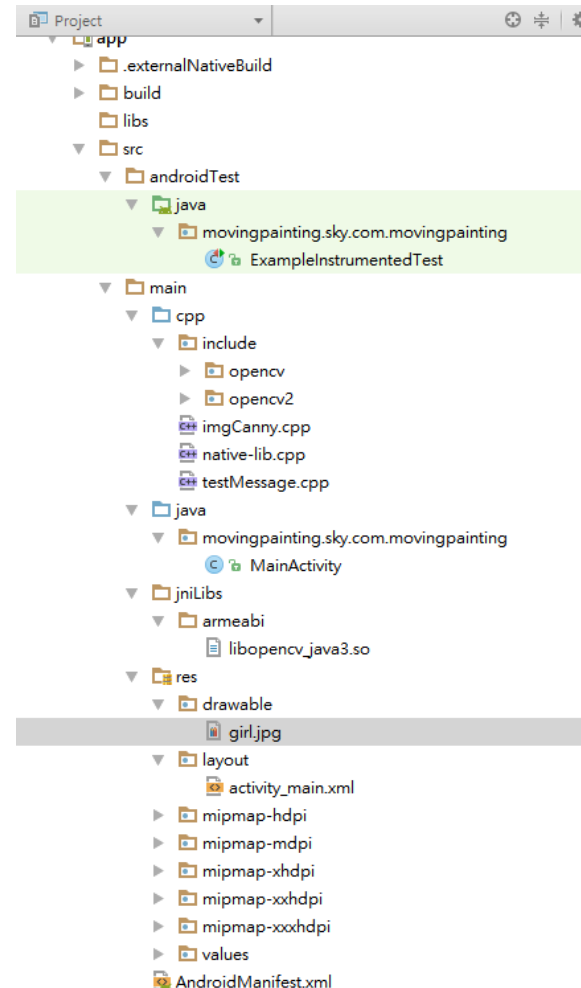 Project
app
.externalNativeBuild
build
libs
src
androidTest
java
movingpainting.sky.com.movingpainting
ExampleInstrumentedTest
main
cpp
include
opencv
opencv2
imgCanny.cpp
native-lib.cpp
testMessage.cpp
java
movingpainting.sky.com.movingpainting
MainActivity
jniLibs
armeabi
libopencv_java3.so
res
drawable
girl.jpg
layout
activity_main.xml
mipmap-hdpi
mipmap-mdpi
mipmap-xhdpi
mipmap-xxhdpi
mipmap-xxxhdpi
values
AndroidManifest.xml